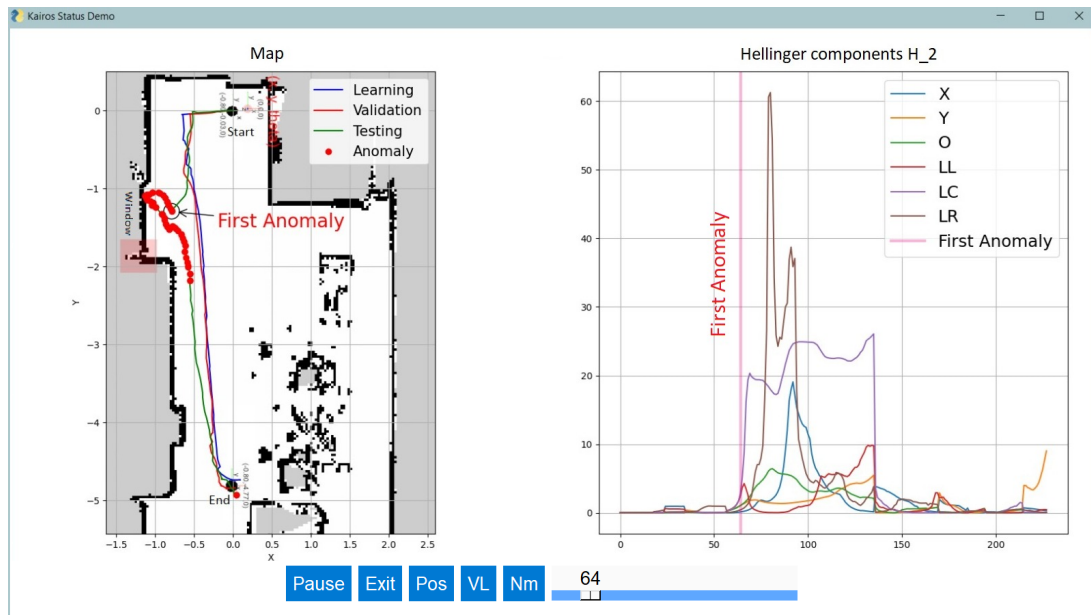 Kairos Status Demo
Map
Learning
Validation
Testing
Anomaly
Start
Window
First Anomaly
End
Y
0
−1
−2
−3
−4
−5
−1.5
−1.0
−0.5
0.0
0.5
1.0
1.5
2.0
2.5
X
Hellinger components H_2
X
Y
O
LL
LC
LR
First Anomaly
First Anomaly
60
50
40
30
20
10
0
0
50
100
150
200
Pause
Exit
Pos
VL
Nm
64